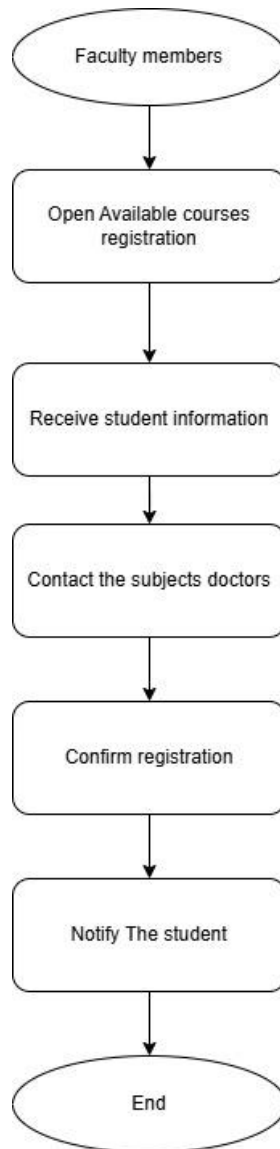 Faculty members
Open Available courses
registration
Receive student information
Contact the subjects doctors
Confirm registration
Notify The student
End